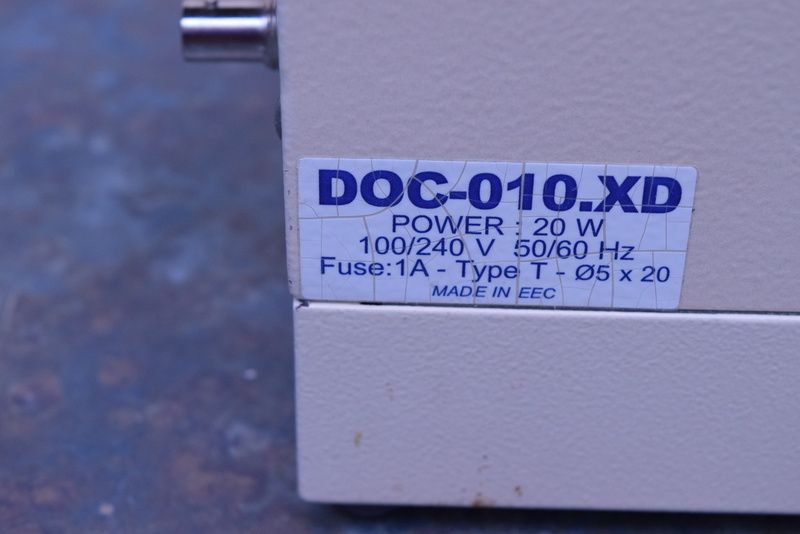 DOC-010.XD
POWER : 20 W
100/240 V 50/60 Hz
Fuse:1A - Type T - Ø5 x 20
MADE IN EEC